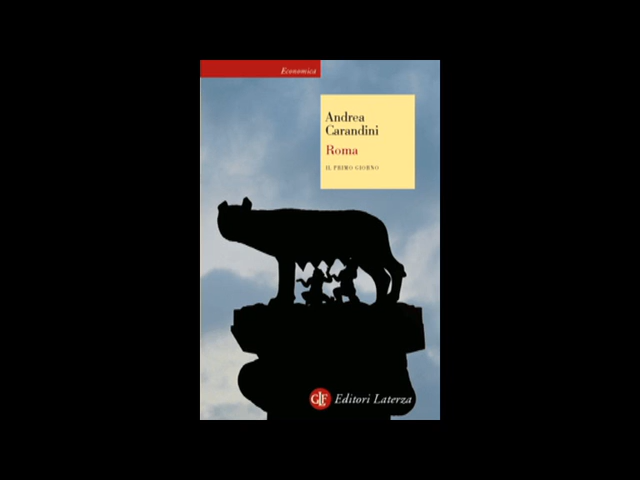 Economica
Andrea
Carandini
Roma
IL PRIMO GIORNO
GLF Editori Laterza